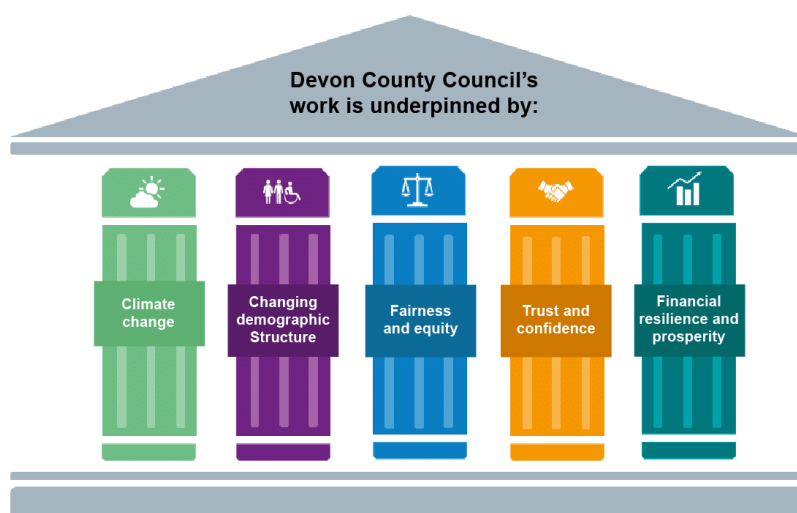 Devon County Council's
work is underpinned by:
Climate
change
Changing
demographic
Structure
Fairness
and equity
Trust and
confidence
Financial
resilience and
prosperity